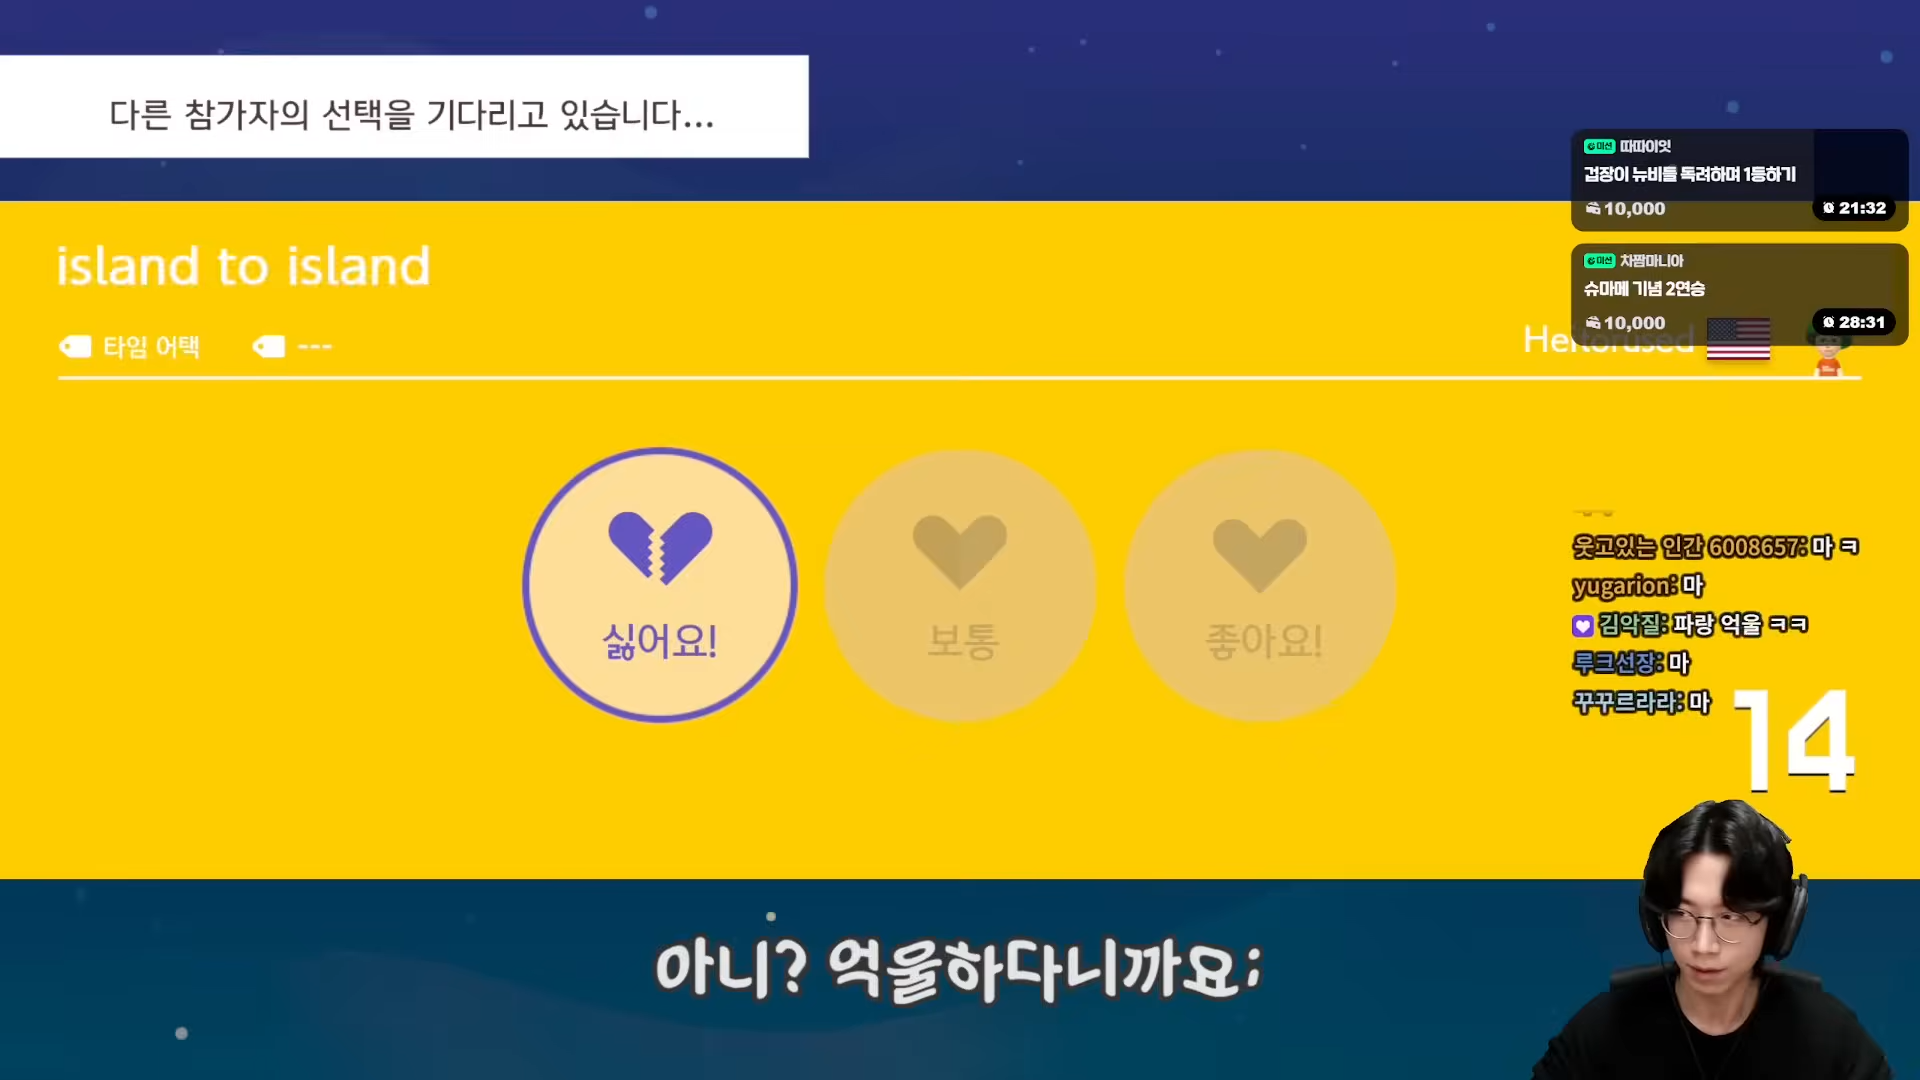 다른 참가자의 선택을 기다리고 있습니다...
미션 따따이잇
겁장이 뉴비들 독려하며 1등하기
10,000
21:32
미션 차짬마니아
슈마메 기념 2연승
10,000
28:31
island to island
타임 어택
---
Heitorused
싫어요!
보통
좋아요!
웃고있는 인간 6008657: 마 ㅋ
yugarion: 마
김악질: 파랑 억울 ㅋㅋ
루크선장: 마
꾸꾸르라라: 마
14
아니? 억울하다니까요;